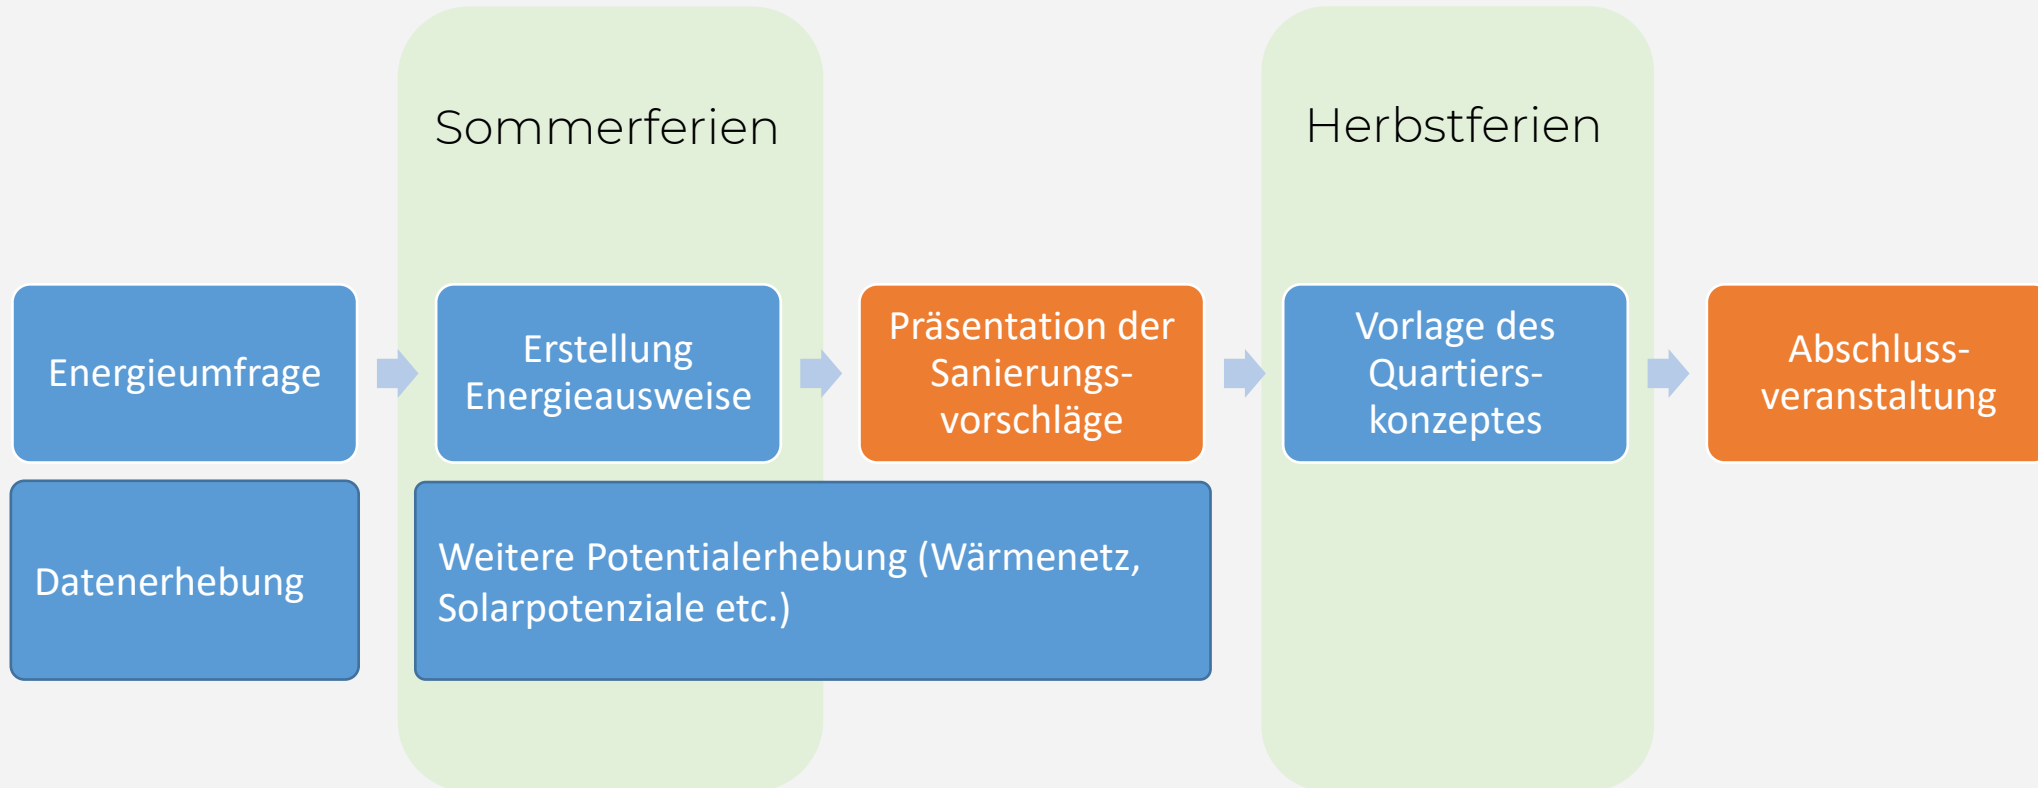 Sommerferien
Herbstferien
Energieumfrage
Erstellung
Energieausweise
Präsentation der
Sanierungs-
vorschläge
Vorlage des
Quartiers-
konzeptes
Abschluss-
veranstaltung
Datenerhebung
Weitere Potentialerhebung (Wärmenetz,
Solarpotenziale etc.)